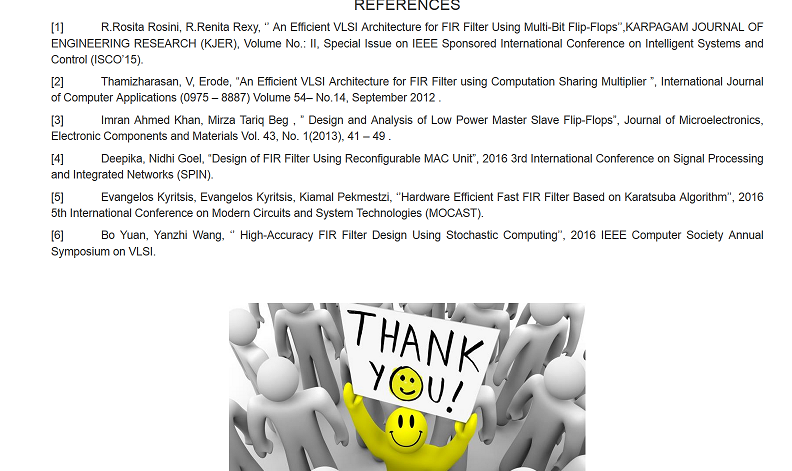 REFERENCES
[1] R.Rosita Rosini, R.Renita Rexy, ‘’ An Efficient VLSI Architecture for FIR Filter Using Multi-Bit Flip-Flops’’,KARPAGAM JOURNAL OF
ENGINEERING RESEARCH (KJER), Volume No.: II, Special Issue on IEEE Sponsored International Conference on Intelligent Systems and
Control (ISCO’15).
[2] Thamizharasan, V, Erode, “An Efficient VLSI Architecture for FIR Filter using Computation Sharing Multiplier ”, International Journal
of Computer Applications (0975 – 8887) Volume 54– No.14, September 2012 .
[3] Imran Ahmed Khan, Mirza Tariq Beg , ” Design and Analysis of Low Power Master Slave Flip-Flops”, Journal of Microelectronics,
Electronic Components and Materials Vol. 43, No. 1(2013), 41 – 49 .
[4] Deepika, Nidhi Goel, “Design of FIR Filter Using Reconfigurable MAC Unit”, 2016 3rd International Conference on Signal Processing
and Integrated Networks (SPIN).
[5] Evangelos Kyritsis, Evangelos Kyritsis, Kiamal Pekmestzi, ‘’Hardware Efficient Fast FIR Filter Based on Karatsuba Algorithm’’, 2016
5th International Conference on Modern Circuits and System Technologies (MOCAST).
[6] Bo Yuan, Yanzhi Wang, ‘’ High-Accuracy FIR Filter Design Using Stochastic Computing’’, 2016 IEEE Computer Society Annual
Symposium on VLSI.
THANK
YOU!